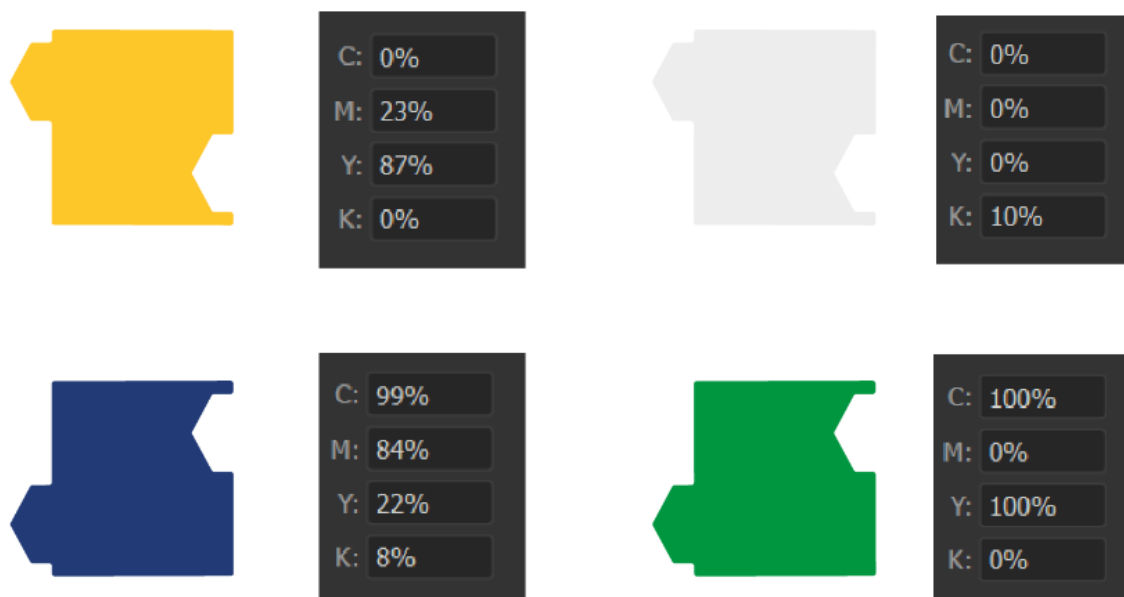 C: 0%
M: 23%
Y: 87%
K: 0%
C: 0%
M: 0%
Y: 0%
K: 10%
C: 99%
M: 84%
Y: 22%
K: 8%
C: 100%
M: 0%
Y: 100%
K: 0%